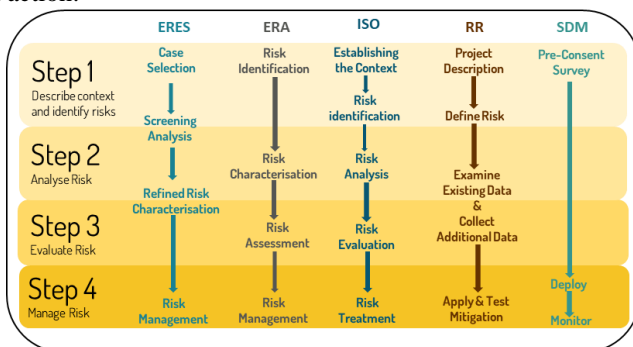 ERES ERA ISO RR SDM
Step 1
Describe context
and identify risks
Case
Selection
Risk
Identification
Establishing
the Context
Project
Description
Pre-Consent
Survey
Screening
Analysis
Risk
identification
Define Risk
Step 2
Analyse Risk
Refined Risk
Characterisation
Risk
Characterisation
Risk
Analysis
Examine
Existing Data
&
Collect
Additional Data
Step 3
Evaluate Risk
Risk
Assessment
Risk
Evaluation
Step 4
Manage Risk
Risk
Management
Risk
Management
Risk
Treatment
Apply & Test
Mitigation
Deploy
Monitor